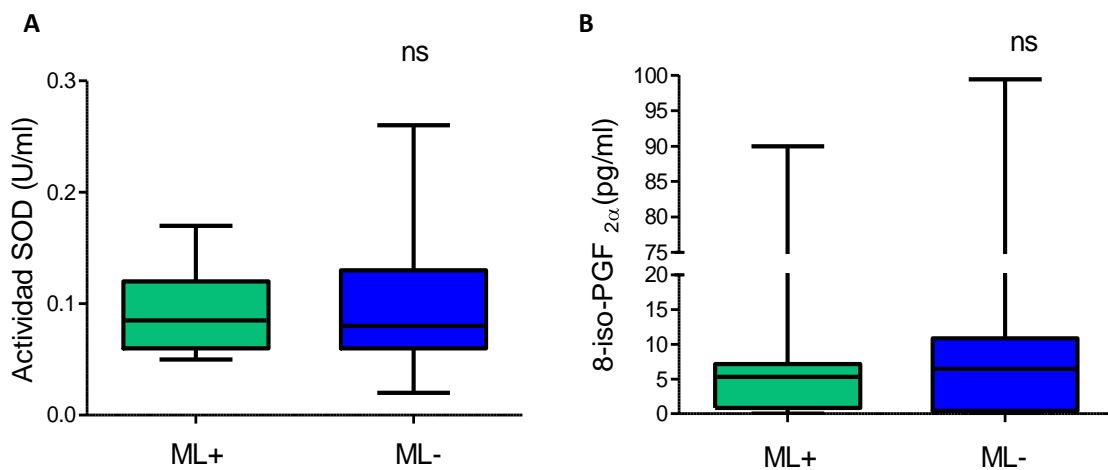 A
ns
Actividad SOD (U/ml)
0.3
0.2
0.1
0.0
ML+
ML-
B
ns
8-iso-PGF 2α(pg/ml)
100
95
90
85
80
75
20
15
10
5
0
ML+
ML-